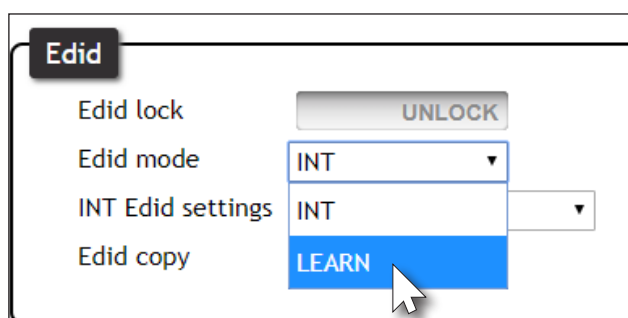 Edid
Edid lock UNLOCK
Edid mode INT
INT Edid settings INT
Edid copy LEARN